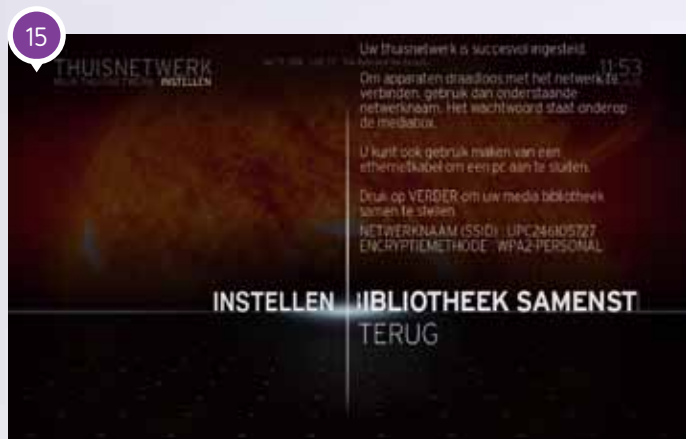 15
THUISNETWERK
MIJN THUISNETWERK INSTELLEN
11:53
Uw thuisnetwerk is succesvol ingesteld.
Om apparaten draadloos met het netwerk te
verbinden, gebruik dan onderstaande
netwerknaam. Het wachtwoord staat onderop
de mediabox.
U kunt ook gebruik maken van een
ethernetkabel om een pc aan te sluiten.
Druk op VERDER om uw media bibliotheek
samen te stellen.
NETWERKNAAM (SSID) : UPC246105727
ENCRYPTIEMETHODE : WPA2-PERSONAL
INSTELLEN IBLIOTHEEK SAMENST
TERUG